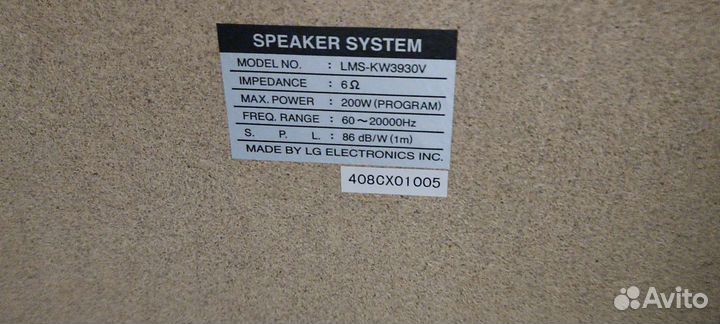 SPEAKER SYSTEM
MODEL NO. : LMS-KW3930V
IMPEDANCE : 6Ω
MAX. POWER : 200W (PROGRAM)
FREQ. RANGE : 60~20000Hz
S. P. L. : 86 dB/W (1m)
MADE BY LG ELECTRONICS INC.
408CX01005
Avito